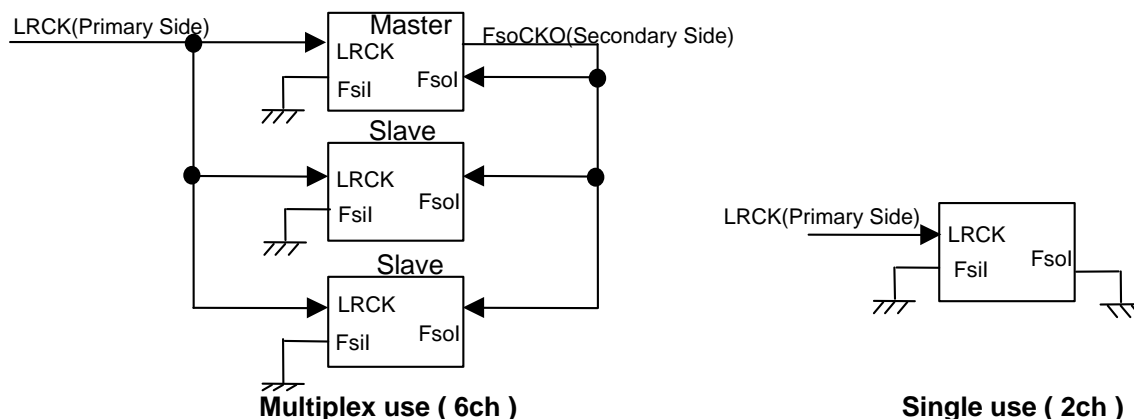 LRCK(Primary Side)
Master
FsoCKO(Secondary Side)
LRCK
FsiI
FsoI
Slave
LRCK
FsiI
FsoI
Slave
LRCK
FsiI
FsoI
Multiplex use ( 6ch )
LRCK(Primary Side)
LRCK
FsiI
FsoI
Single use ( 2ch )